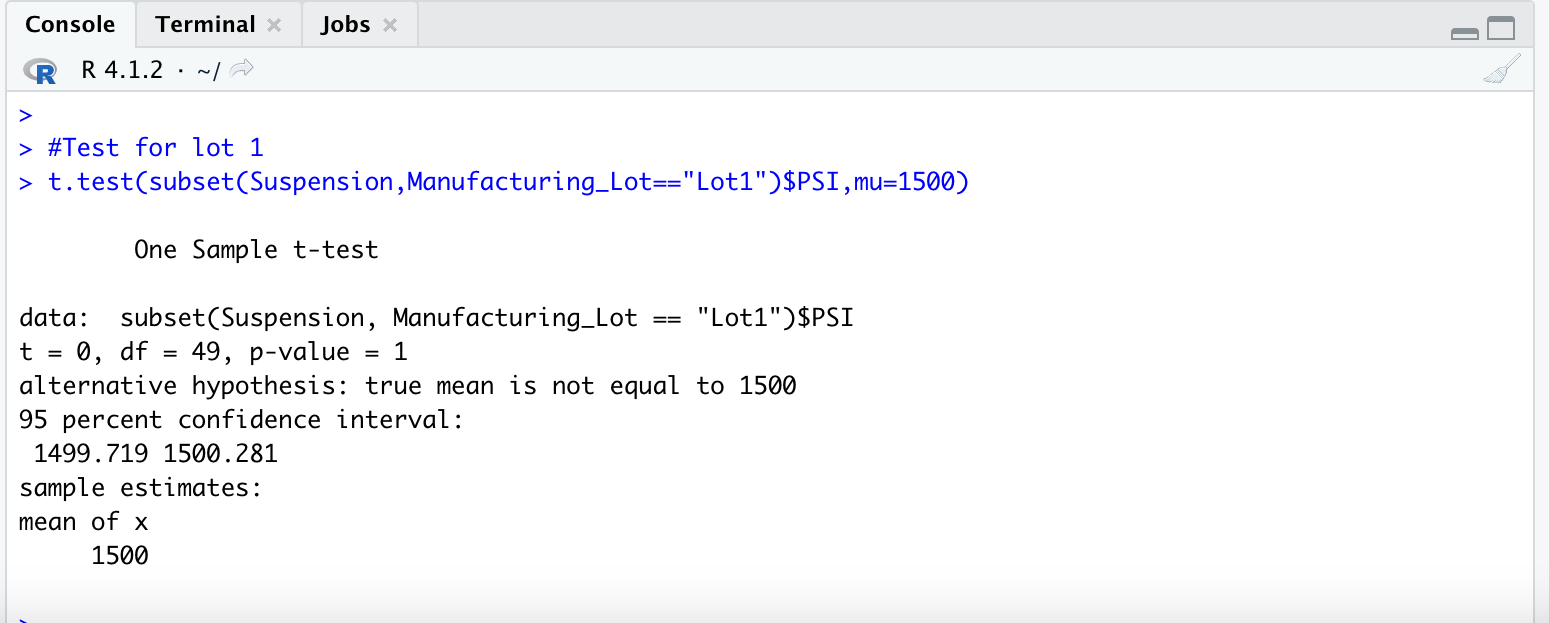 Console Terminal Jobs
R R 4.1.2 · ~/
>
> #Test for lot 1
> t.test(subset(Suspension,Manufacturing_Lot=="Lot1")$PSI,mu=1500)
One Sample t-test
data:  subset(Suspension, Manufacturing_Lot == "Lot1")$PSI
t = 0, df = 49, p-value = 1
alternative hypothesis: true mean is not equal to 1500
95 percent confidence interval:
 1499.719 1500.281
sample estimates:
mean of x
     1500
>